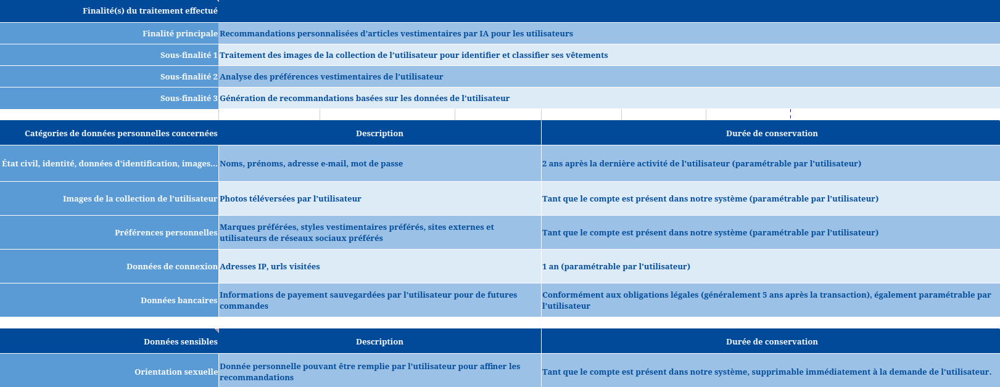 Finalité(s) du traitement effectué
Finalité principale Recommandations personnalisées d’articles vestimentaires par IA pour les utilisateurs
Sous-finalité 1 Traitement des images de la collection de l’utilisateur pour identifier et classifier ses vêtements
Sous-finalité 2 Analyse des préférences vestimentaires de l’utilisateur
Sous-finalité 3 Génération de recommandations basées sur les données de l’utilisateur
Catégories de données personnelles concernées Description Durée de conservation
État civil, identité, données d'identification, images... Noms, prénoms, adresse e-mail, mot de passe 2 ans après la dernière activité de l'utilisateur (paramétrable par l’utilisateur)
Images de la collection de l'utilisateur Photos téléversées par l’utilisateur Tant que le compte est présent dans notre système (paramétrable par l’utilisateur)
Préférences personnelles Marques préférées, styles vestimentaires préférés, sites externes et
utilisateurs de réseaux sociaux préférés Tant que le compte est présent dans notre système (paramétrable par l’utilisateur)
Données de connexion Adresses IP, urls visitées 1 an (paramétrable par l’utilisateur)
Données bancaires Informations de payement sauvegardées par l’utilisateur pour de futures
commandes Conformément aux obligations légales (généralement 5 ans après la transaction), également paramétrable par
l’utilisateur
Données sensibles Description Durée de conservation
Orientation sexuelle Donnée personnelle pouvant être remplie par l’utilisateur pour affiner les
recommandations Tant que le compte est présent dans notre système, supprimable immédiatement à la demande de l’utilisateur.